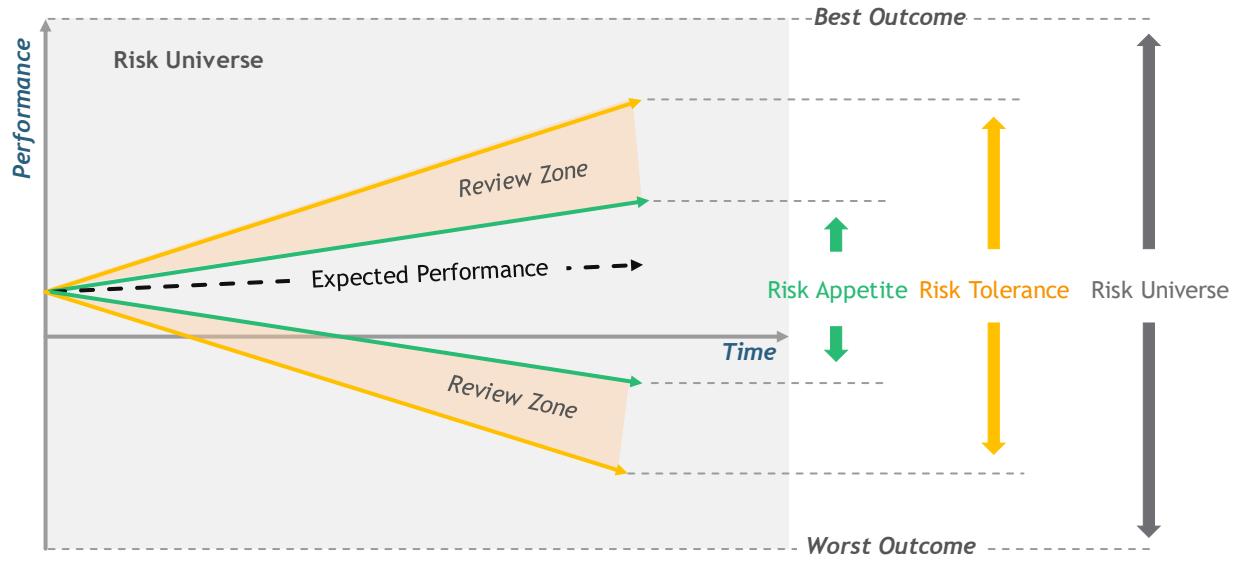 Best Outcome
Performance
Risk Universe
Review Zone
Expected Performance
Risk Appetite
Risk Tolerance
Risk Universe
Time
Review Zone
Worst Outcome